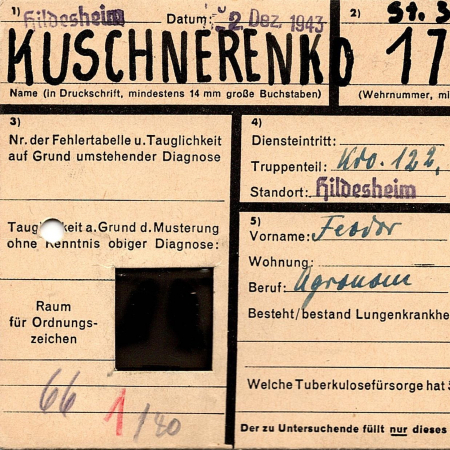 1) Hildesheim Datum: 2. Dez. 1943
KUSCHNERENKO
Name (in Druckschrift, mindestens 14 mm große Buchstaben)
2) St. 
17
(Wehrnummer, mi
3)
Nr. der Fehlertabelle u. Tauglichkeit
auf Grund umstehender Diagnose
Tauglichkeit a. Grund d. Musterung
ohne Kenntnis obiger Diagnose:
Raum
für Ordnungs-
zeichen
66 1/80
4)
Diensteintritt:
Truppenteil: Kdo. 122,
Standort: Hildesheim
5)
Vorname: Feodor
Wohnung:
Beruf: Agronom
Besteht/bestand Lungenkrankhe
Welche Tuberkulosefürsorge hat
Der zu Untersuchende füllt nur dieses